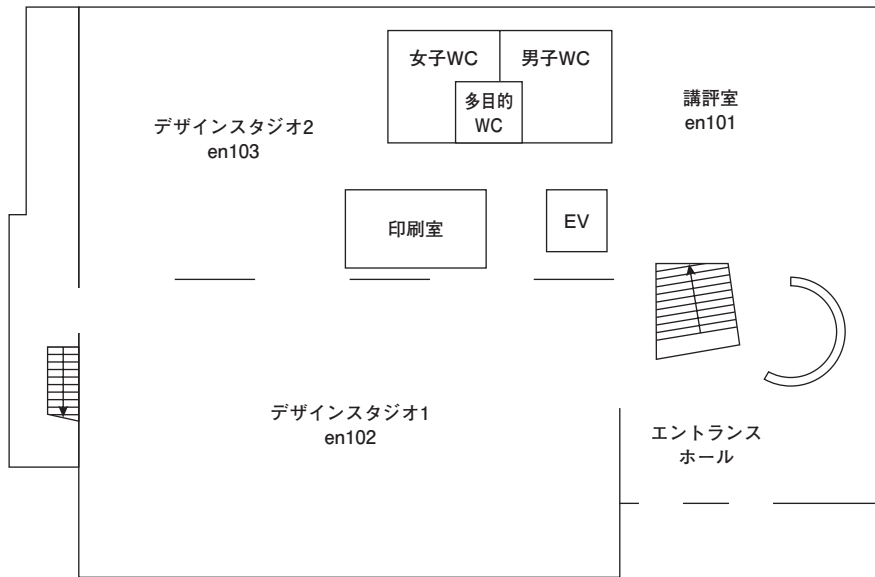 女子WC
男子WC
多目的
WC
講評室
en101
デザインスタジオ2
en103
印刷室
EV
デザインスタジオ1
en102
エントランス
ホール